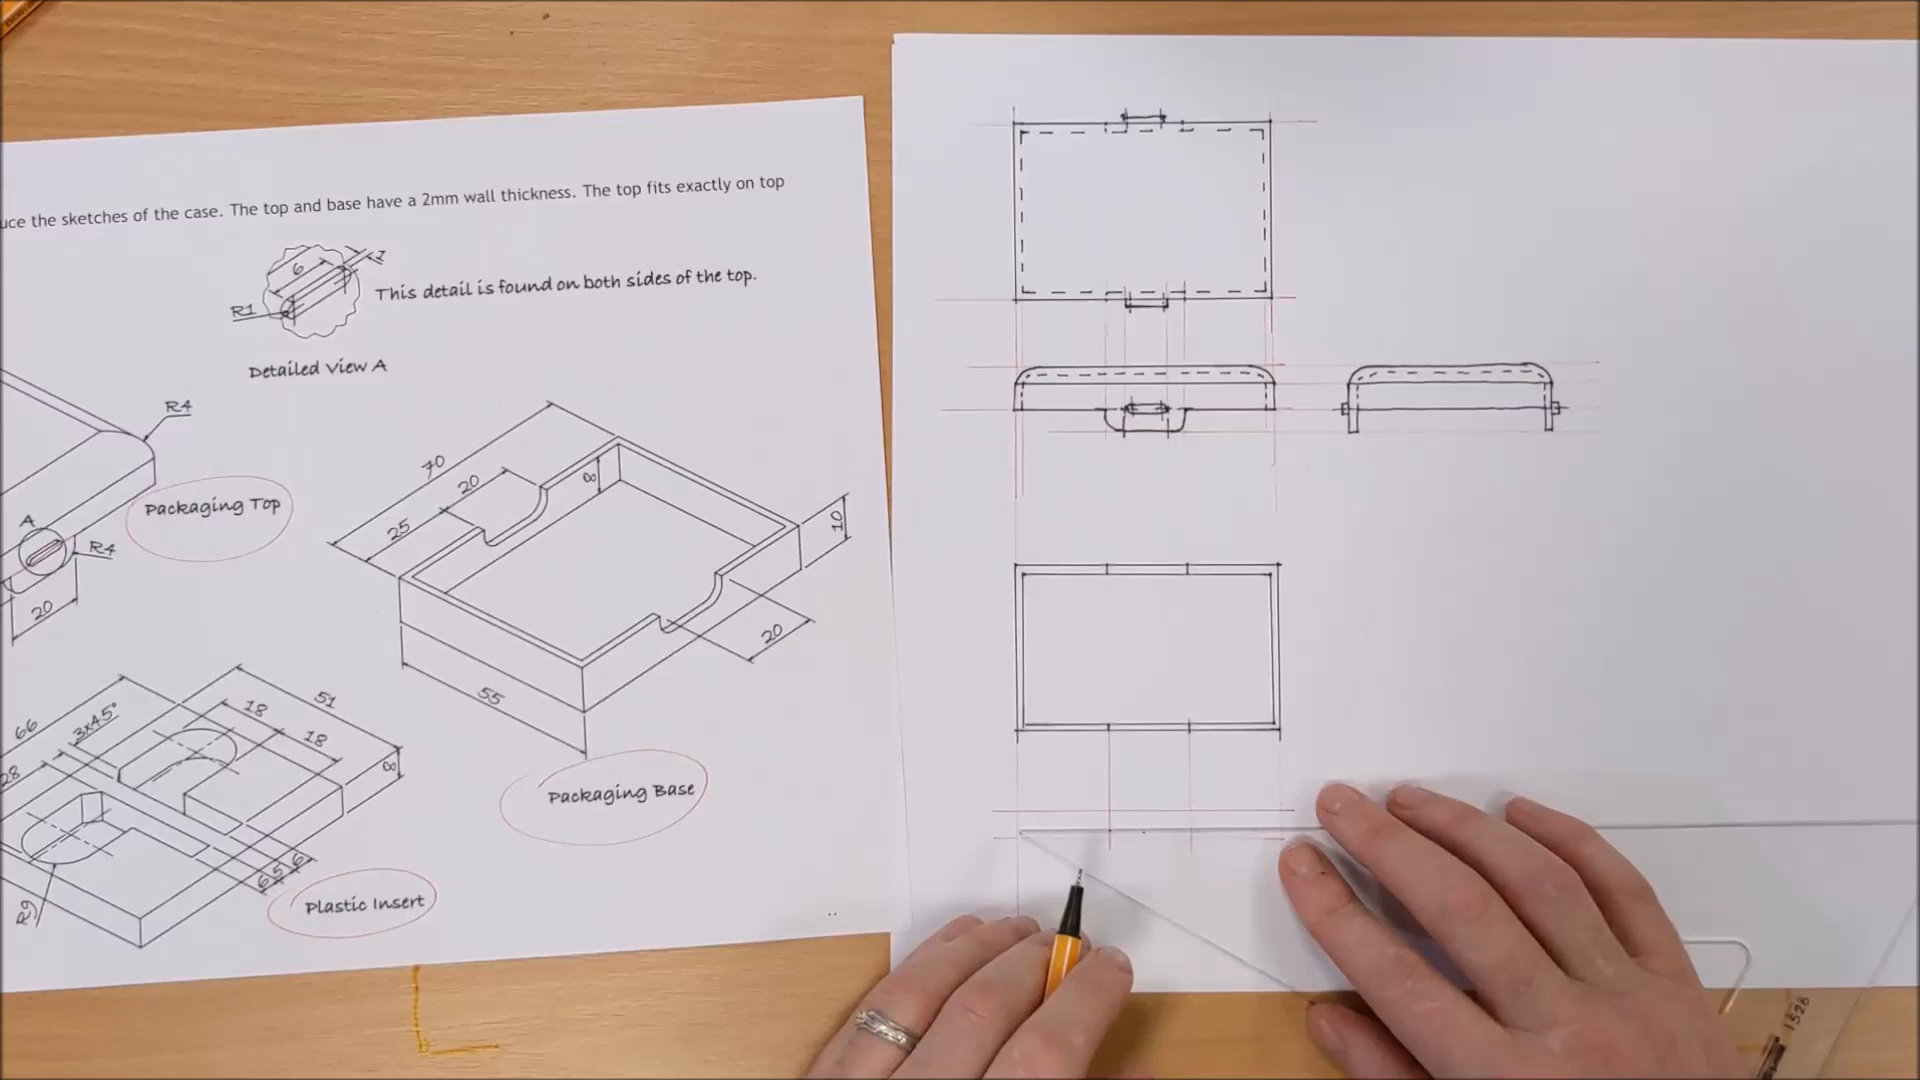 uce the sketches of the case. The top and base have a 2mm wall thickness. The top fits exactly on top
6
1
R1
This detail is found on both sides of the top.
Detailed View A
R4
70
20
8
Packaging Top
25
10
A
R4
20
20
55
66
3x45°
51
18
18
28
8
Packaging Base
6
5
6
R9
Plastic Insert
1326